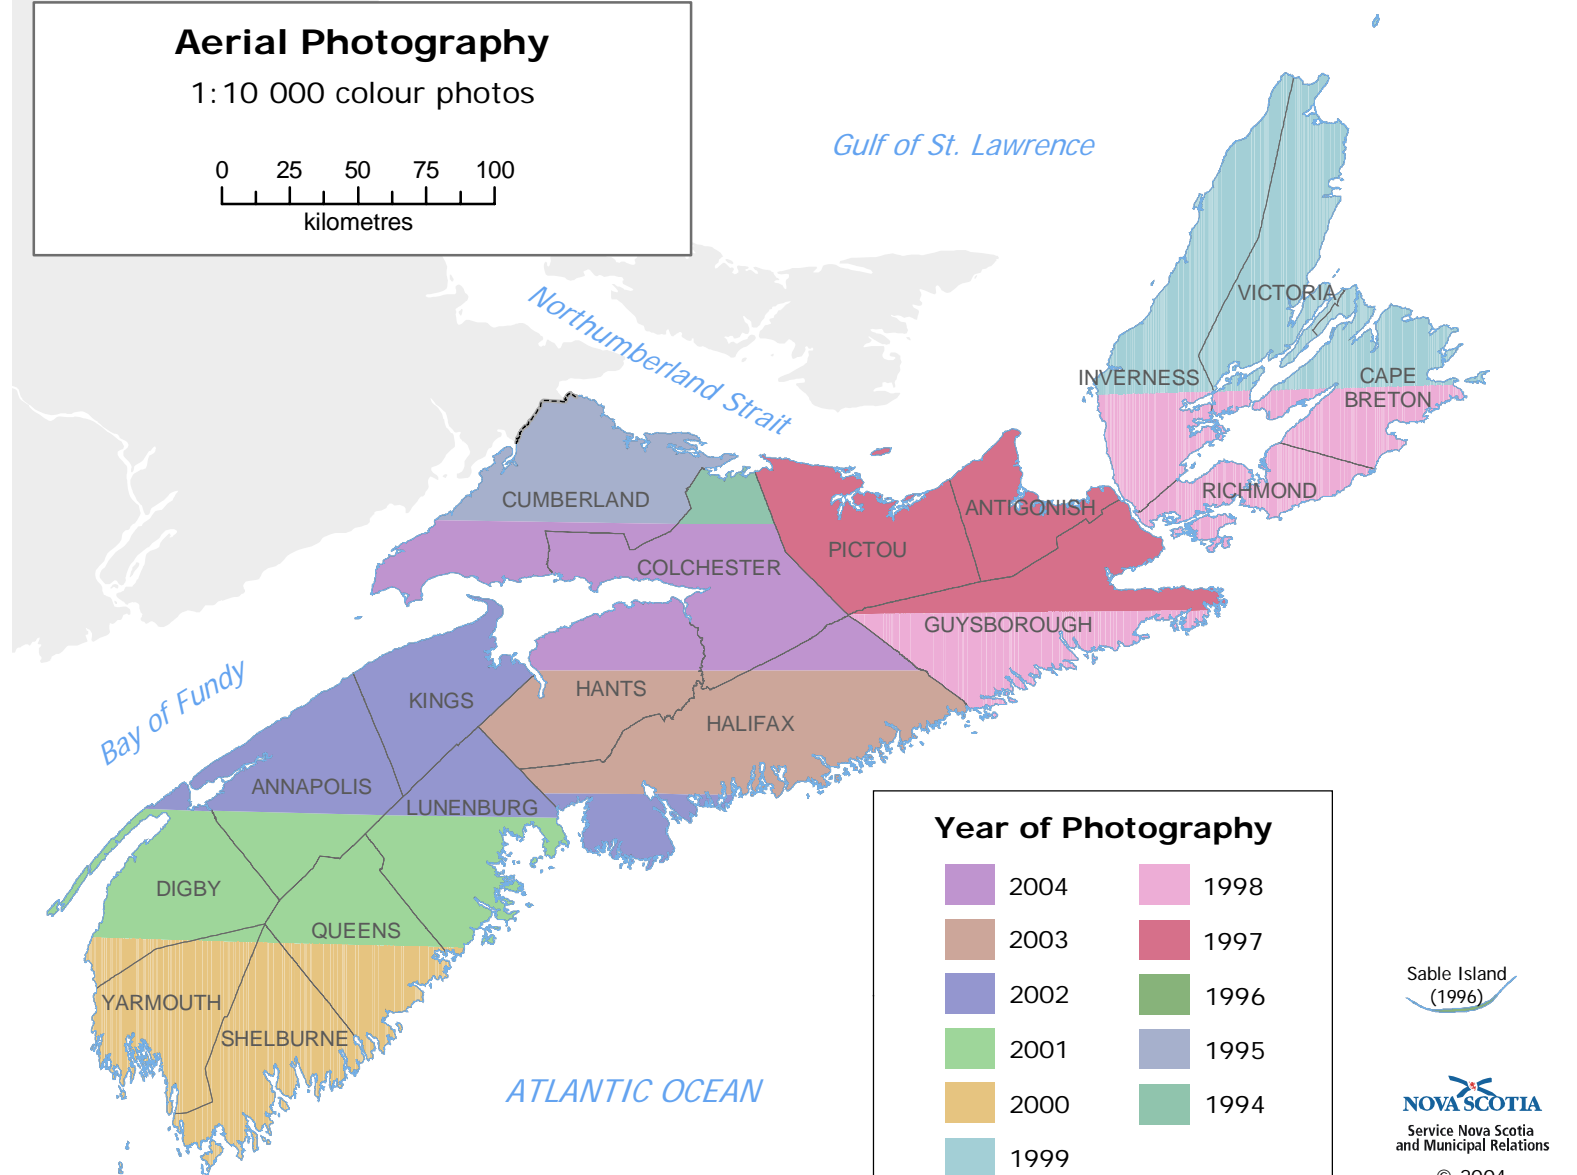 Aerial Photography
1:10 000 colour photos
0 25 50 75 100
kilometres
Gulf of St. Lawrence
Northumberland Strait
VICTORIA
INVERNESS
CAPE
BRETON
RICHMOND
CUMBERLAND
ANTIGONISH
PICTOU
COLCHESTER
GUYSBOROUGH
Bay of Fundy
KINGS
HANTS
HALIFAX
ANNAPOLIS
LUNENBURG
DIGBY
QUEENS
YARMOUTH
SHELBURNE
ATLANTIC OCEAN
Year of Photography
2004 1998
2003 1997
2002 1996
2001 1995
2000 1994
1999
Sable Island
(1996)
NOVA SCOTIA
Service Nova Scotia
and Municipal Relations
© 2004